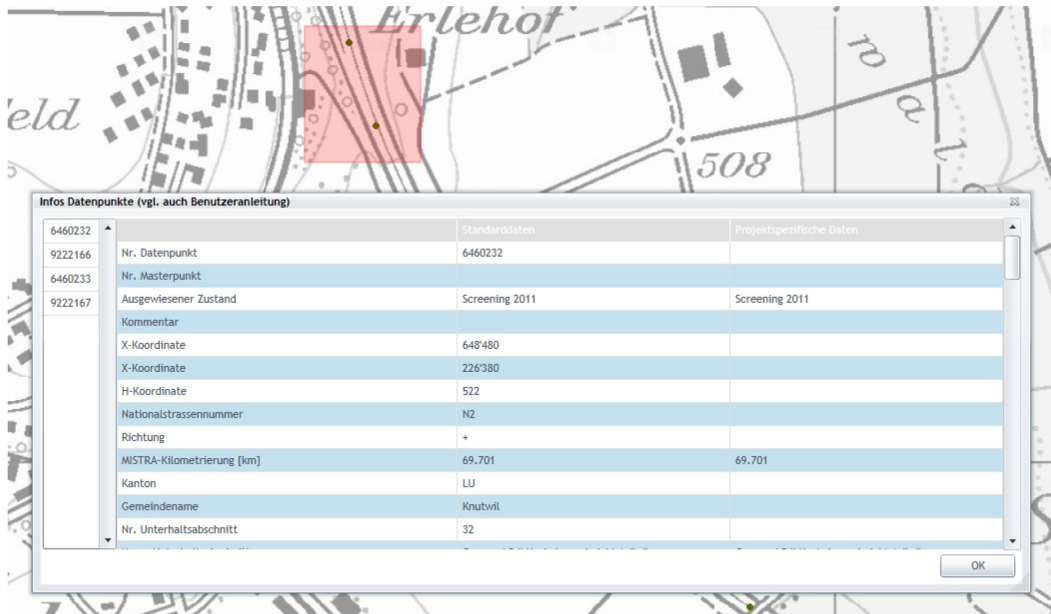 Erlehof
eld
508
Infos Datenpunkte (vgl. auch Benutzeranleitung)
6460232
9222166
6460233
9222167
Standarddaten Projektspezifische Daten
Nr. Datenpunkt 6460232
Nr. Masterpunkt
Ausgewiesener Zustand Screening 2011 Screening 2011
Kommentar
X-Koordinate 648'480
X-Koordinate 226'380
H-Koordinate 522
Nationalstrassennummer N2
Richtung +
MISTRA-Kilometrierung [km] 69.701 69.701
Kanton LU
Gemeindename Knutwil
Nr. Unterhaltsabschnitt 32
OK